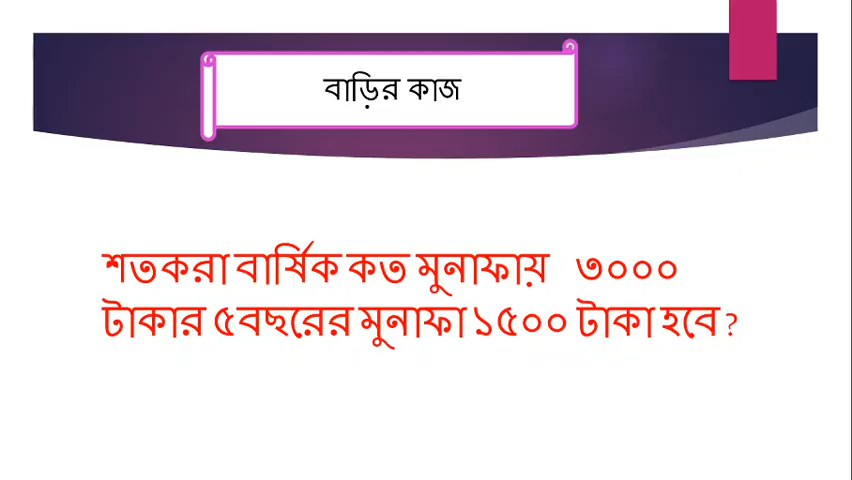 বাড়ির কাজ
শতকরা বার্ষিক কত মুনাফায় ৩০০০
টাকার ৫বছরের মুনাফা ১৫০০ টাকা হবে?